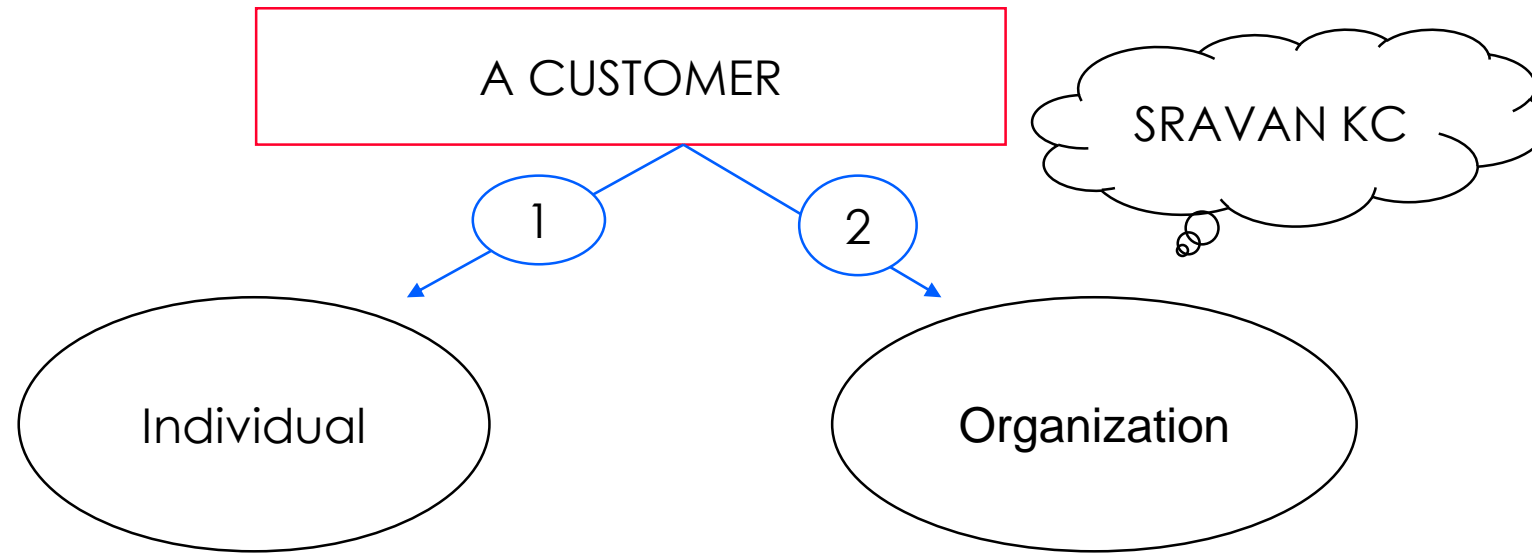 A CUSTOMER
SRAVAN KC
1
2
Individual
Organization